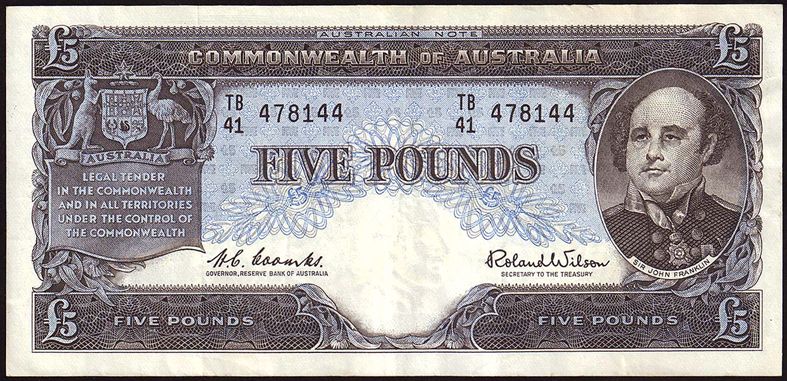 AUSTRALIAN NOTE
£5 COMMONWEALTH OF AUSTRALIA £5
TB 41 478144
TB 41 478144
AUSTRALIA
FIVE POUNDS
LEGAL TENDER
IN THE COMMONWEALTH
AND IN ALL TERRITORIES
UNDER THE CONTROL OF
THE COMMONWEALTH
H.C. Coombs.
GOVERNOR, RESERVE BANK OF AUSTRALIA
Roland Wilson
SECRETARY TO THE TREASURY
SIR JOHN FRANKLIN
£5 FIVE POUNDS
FIVE POUNDS £5